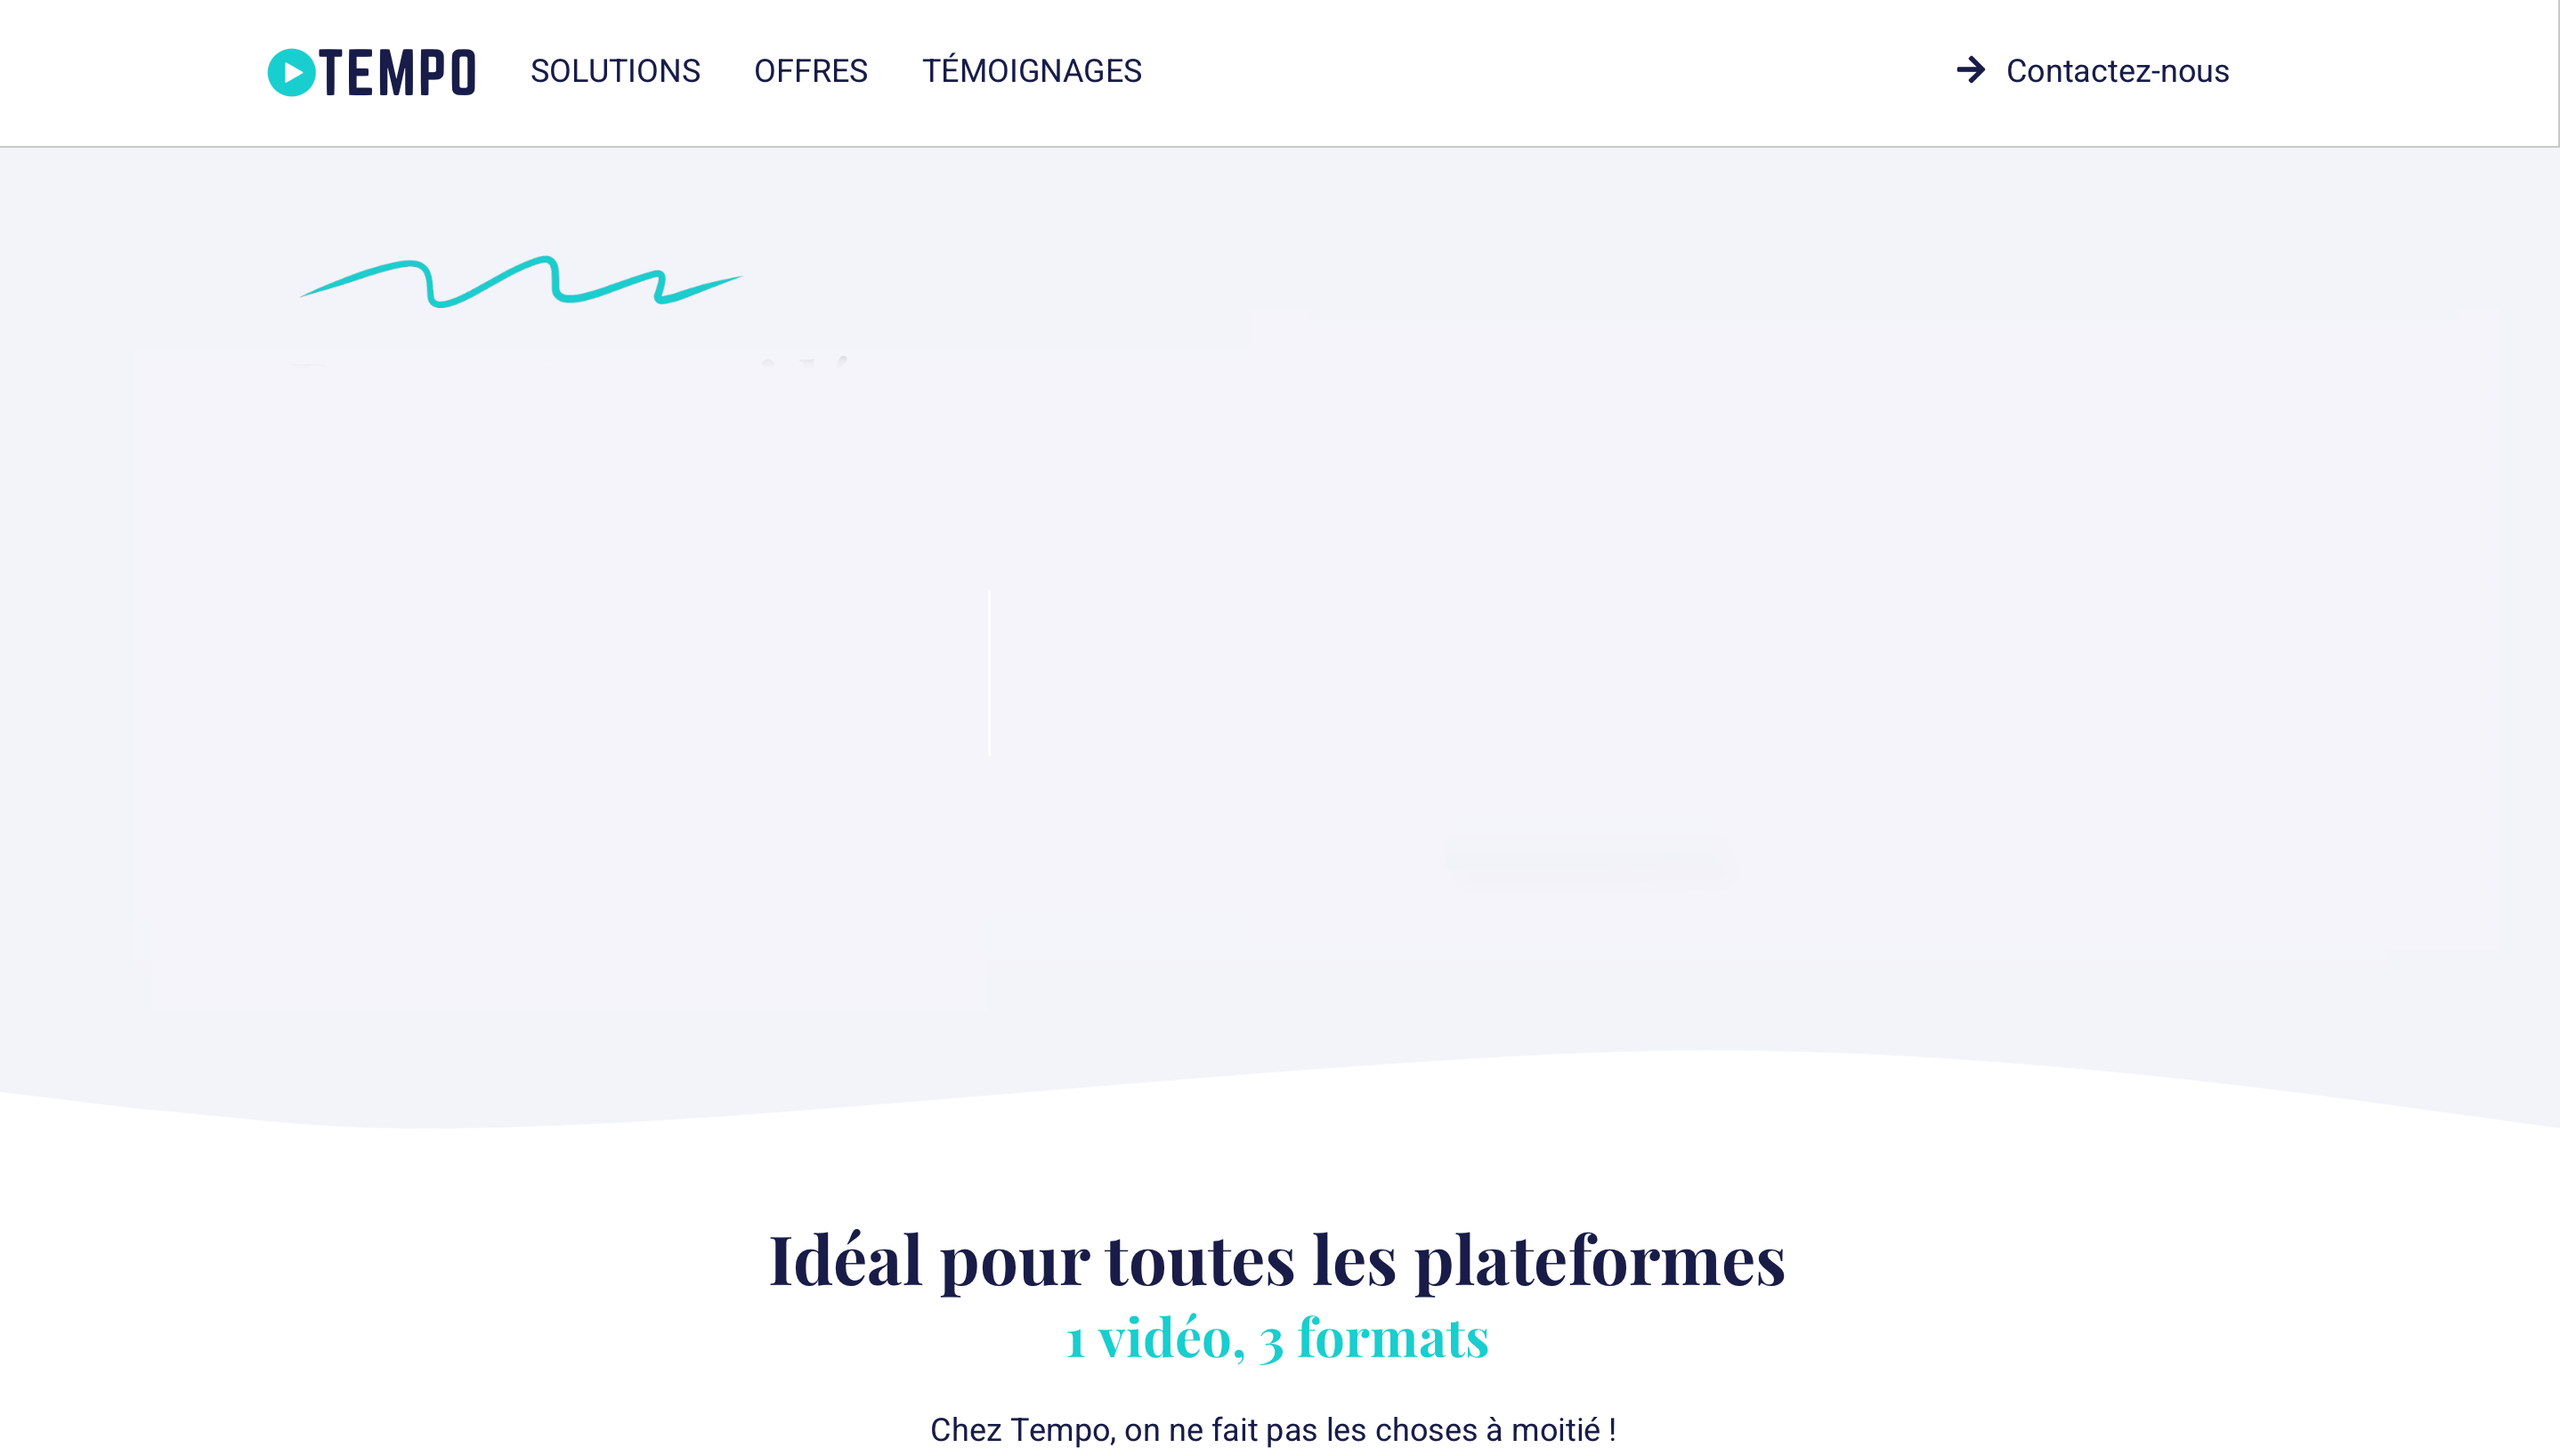 TEMPO SOLUTIONS OFFRES TÉMOIGNAGES Contactez-nous
Idéal pour toutes les plateformes
1 vidéo, 3 formats
Chez Tempo, on ne fait pas les choses à moitié !